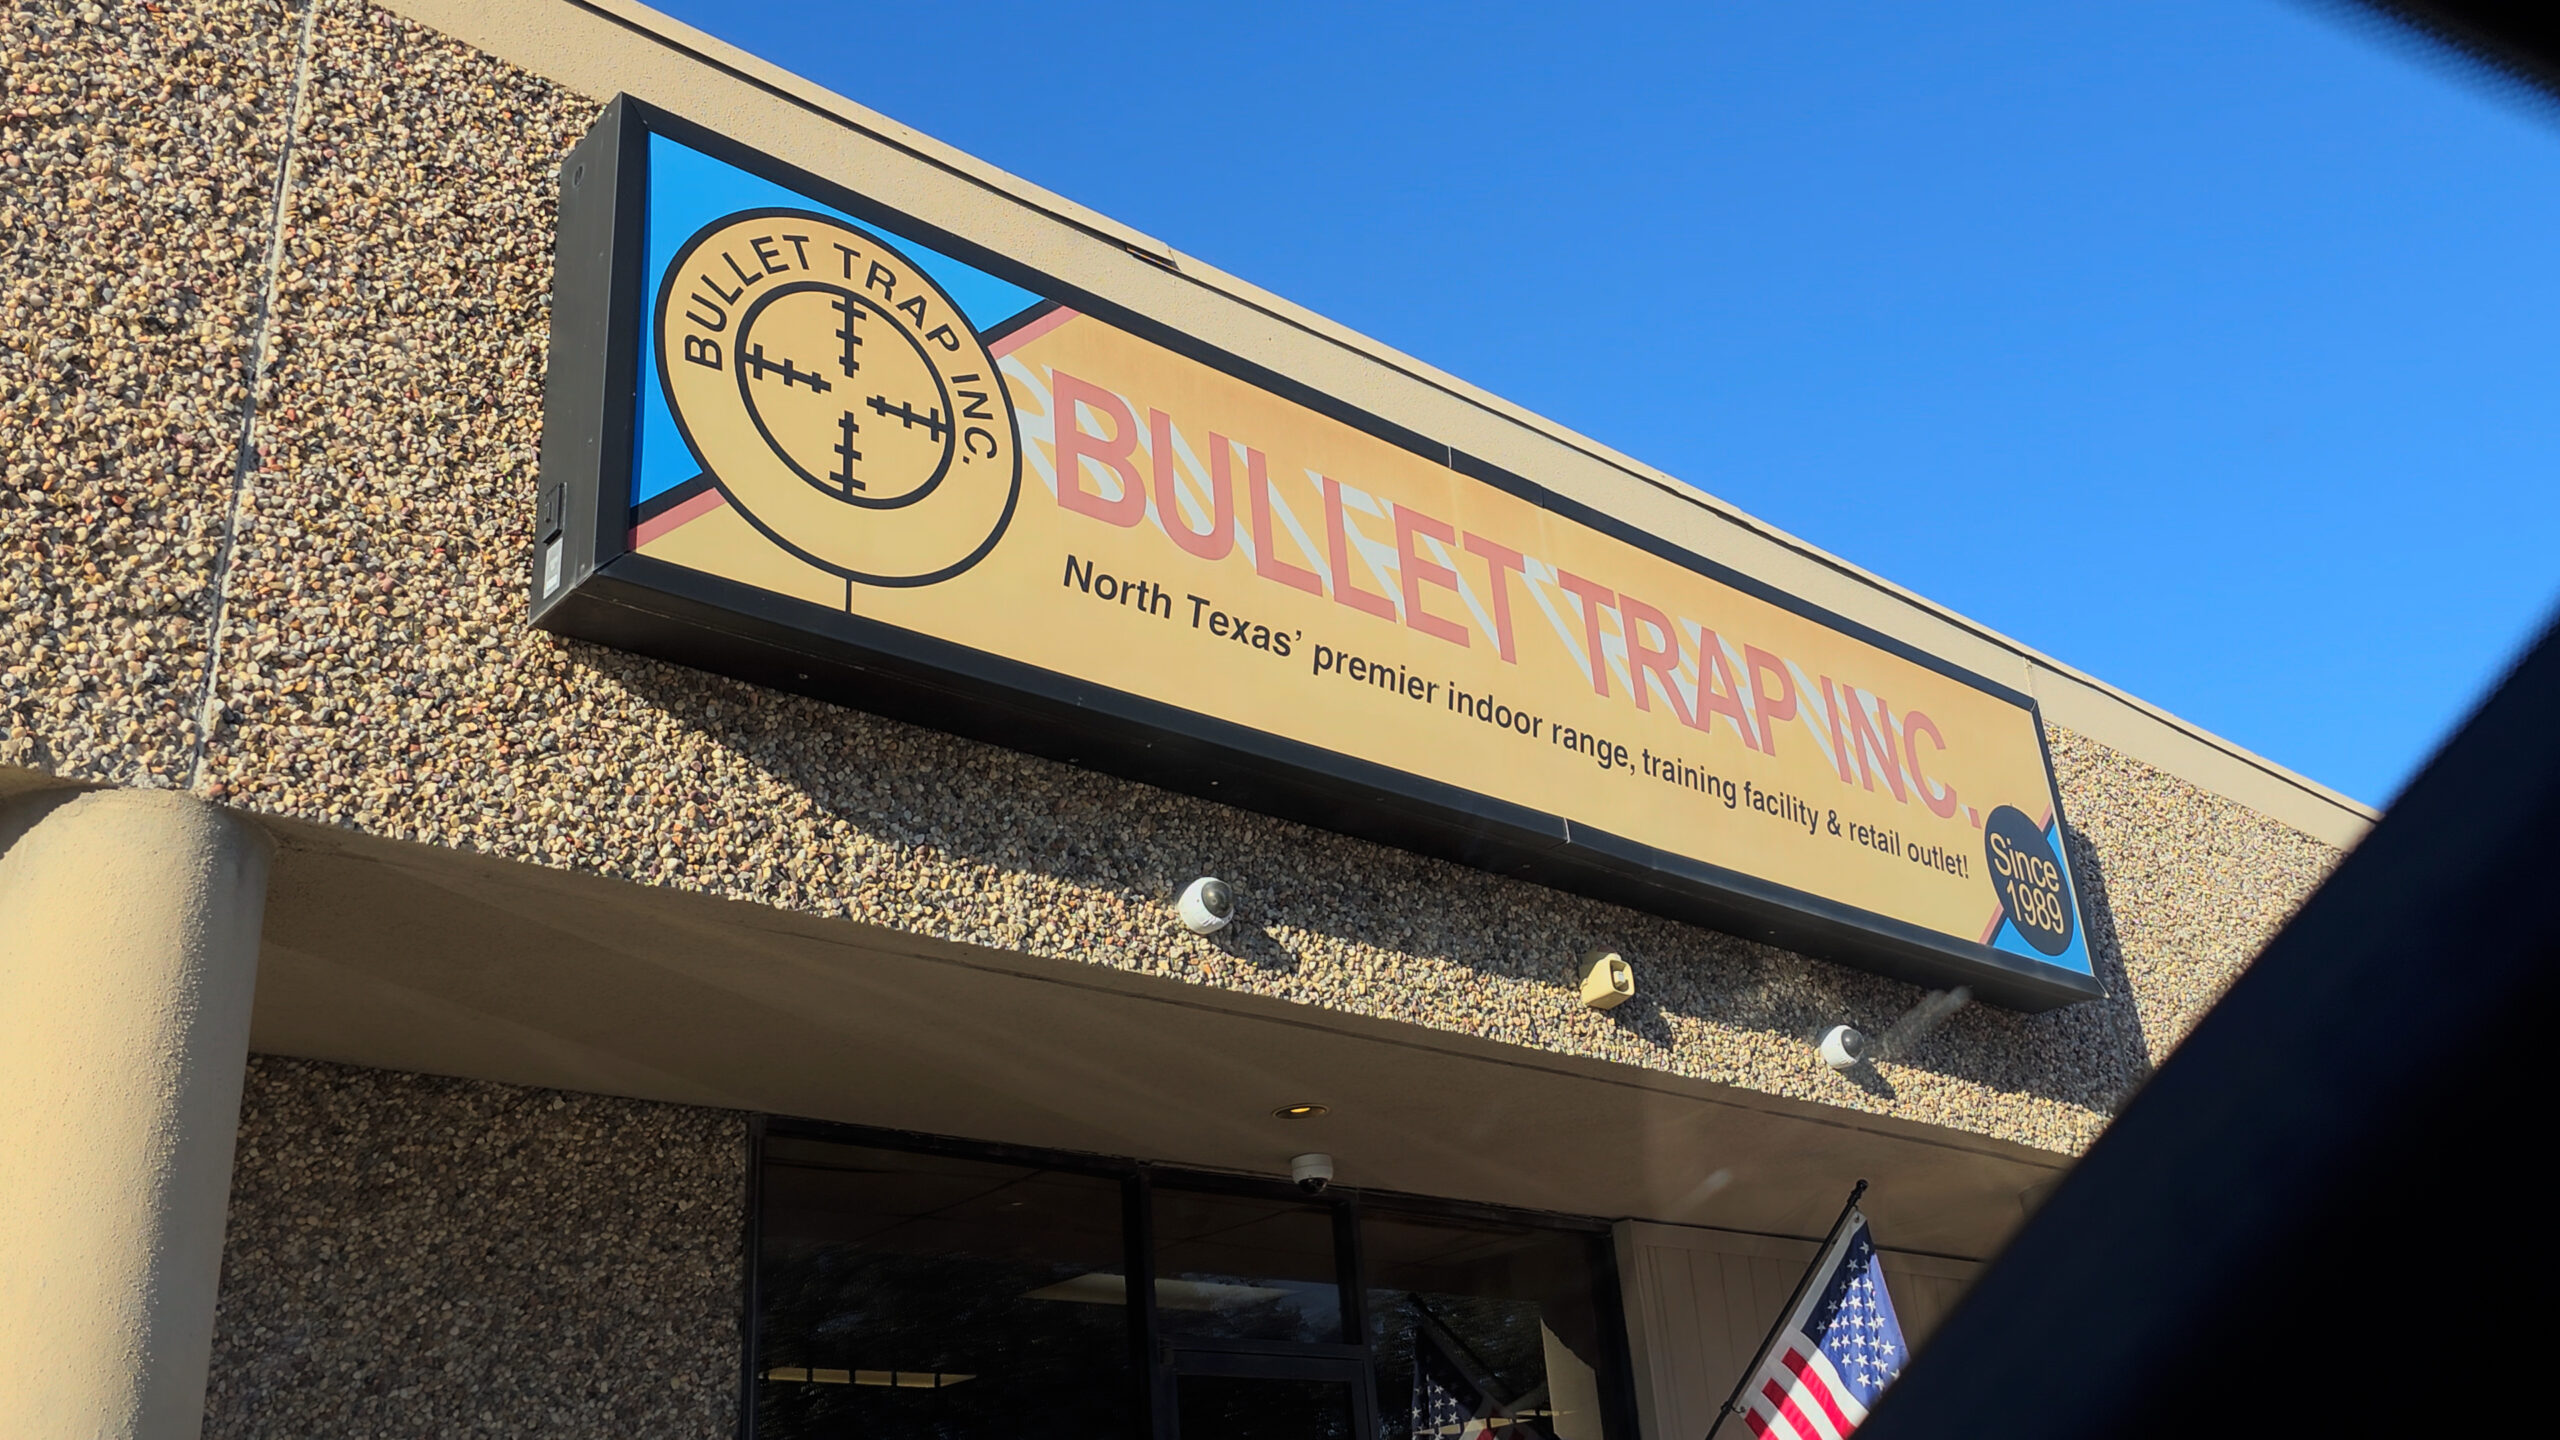 BULLET TRAP INC.
BULLET TRAP INC.
North Texas’ premier indoor range, training facility & retail outlet!
Since
1989